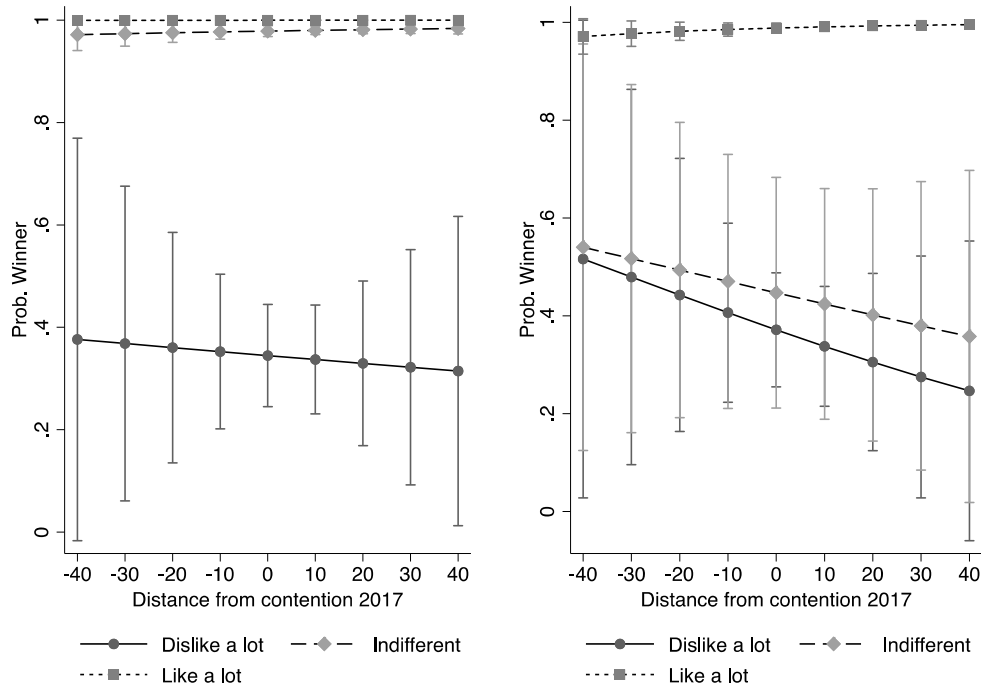 Prob. Winner
1
.8
.6
.4
.2
0
-40 -30 -20 -10 0 10 20 30 40
Distance from contention 2017
Dislike a lot Indifferent
Like a lot
Prob. Winner
1
.8
.6
.4
.2
0
-40 -30 -20 -10 0 10 20 30 40
Distance from contention 2017
Dislike a lot Indifferent
Like a lot